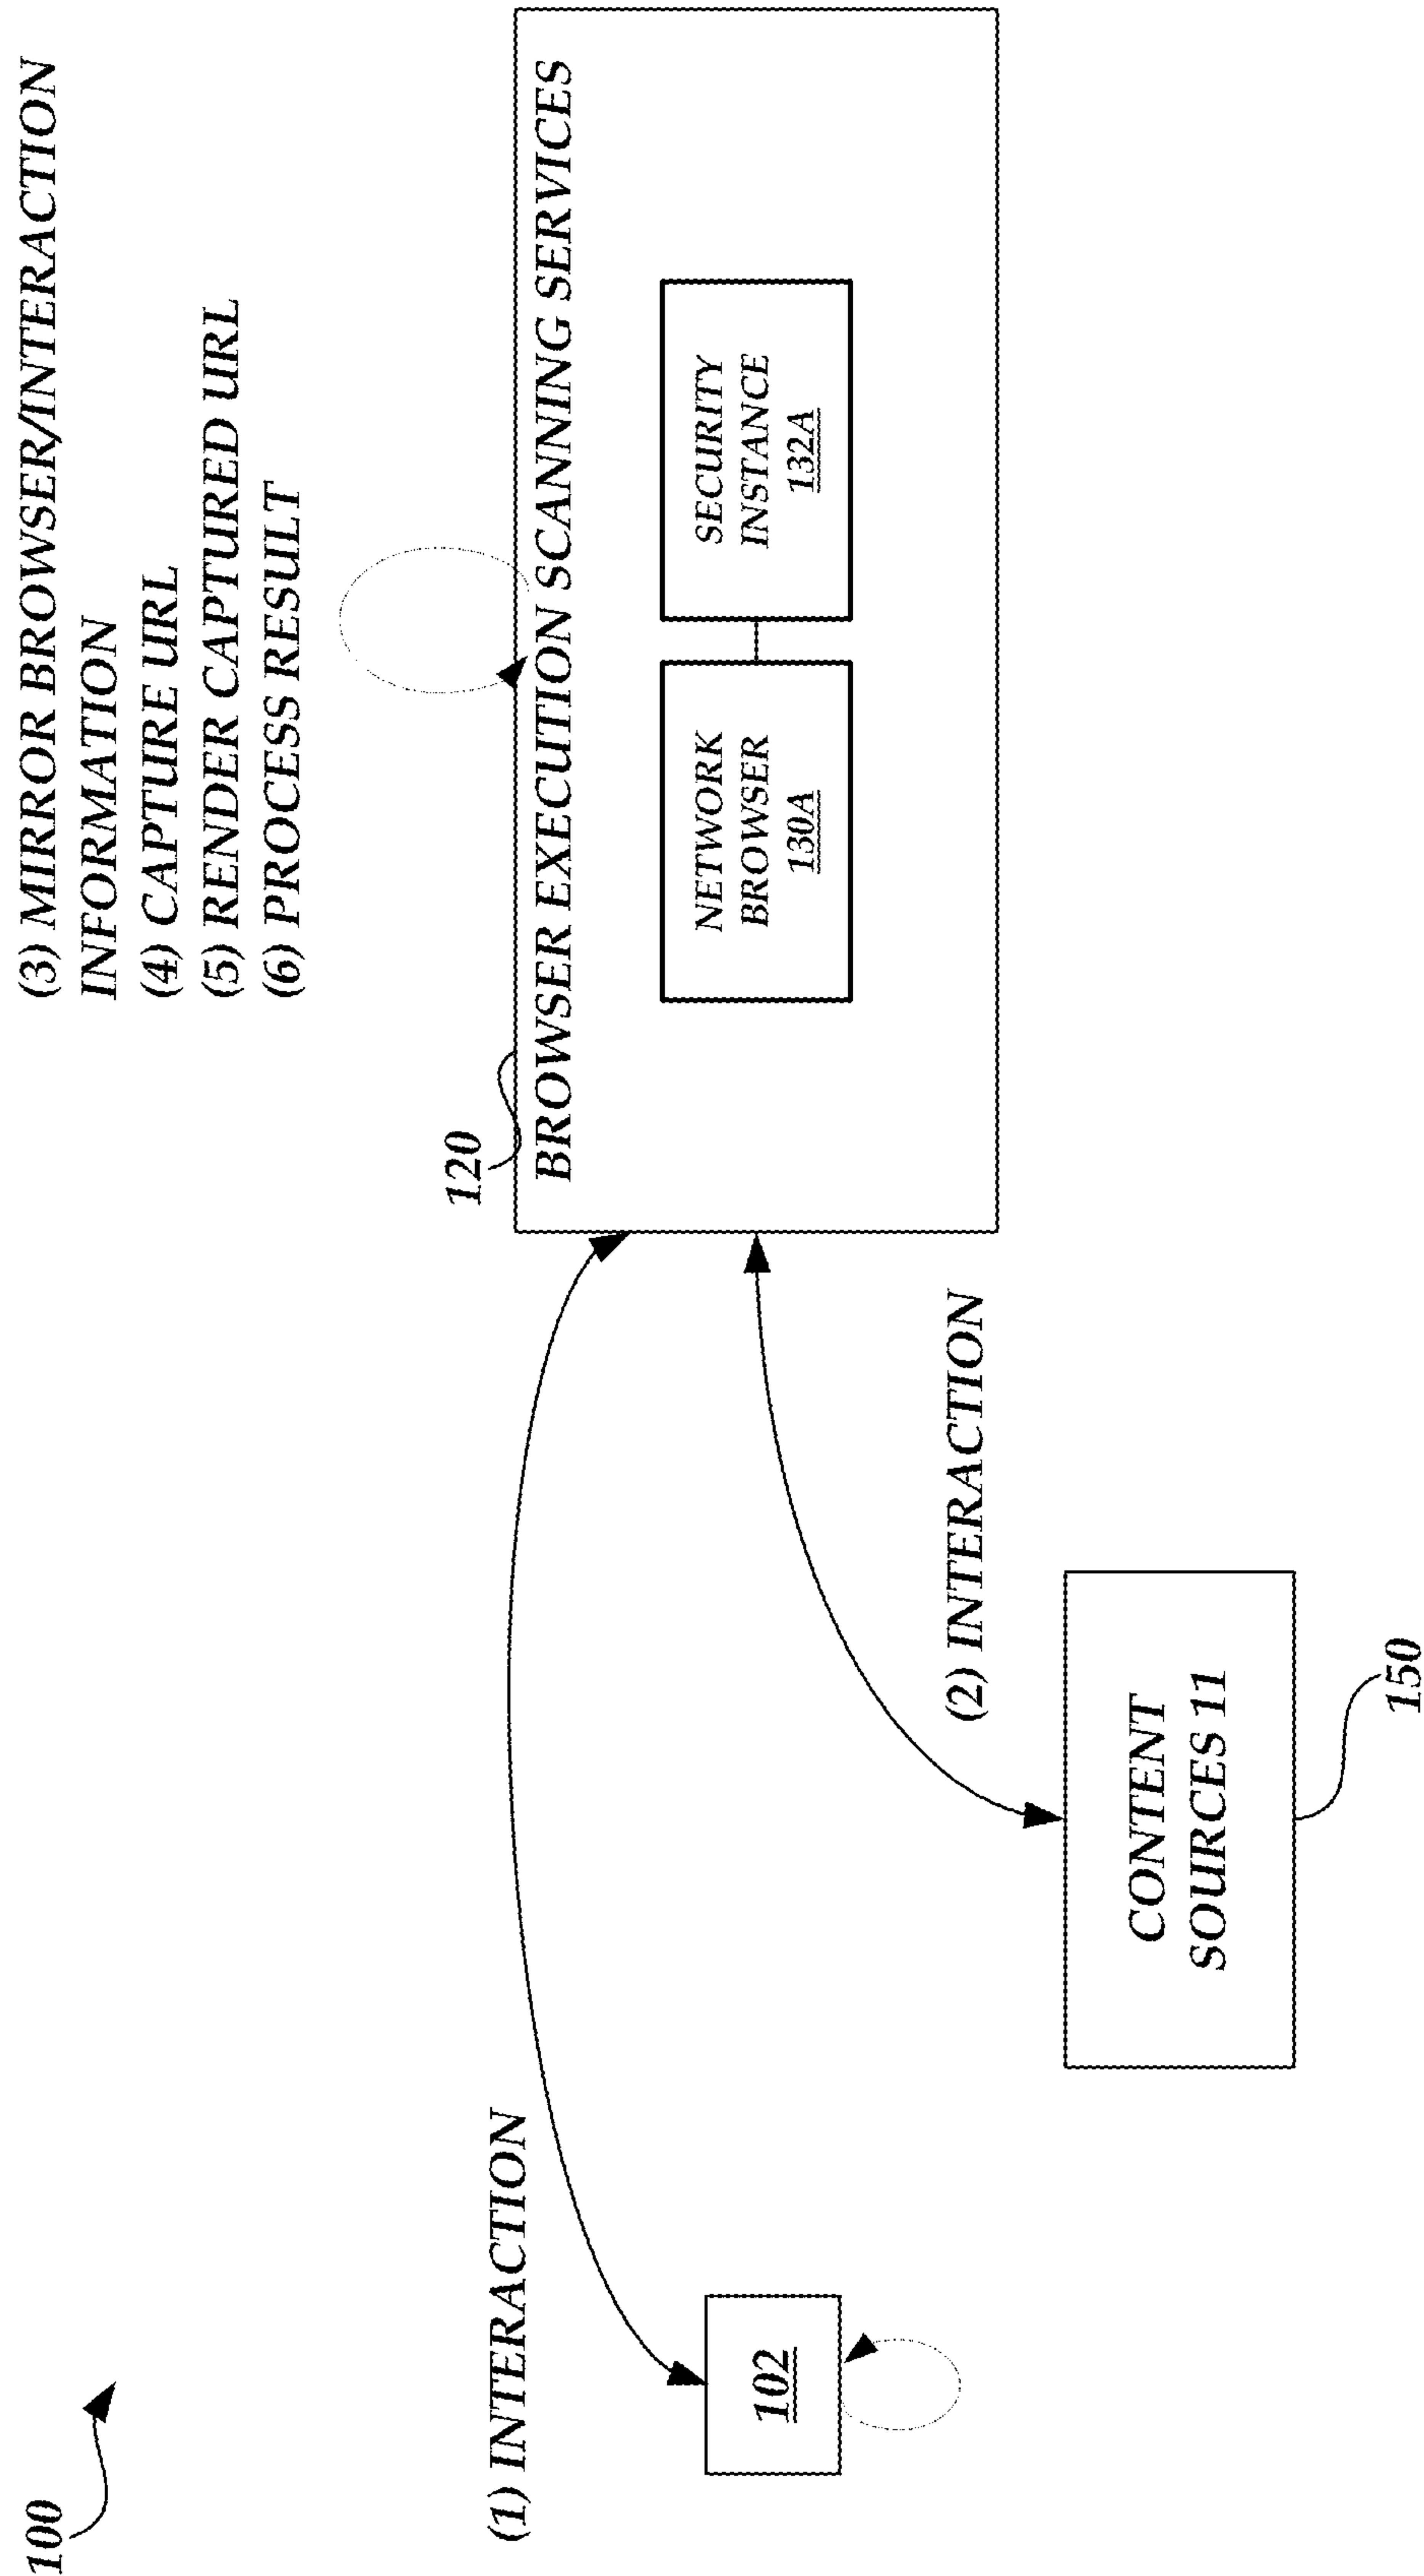 100
(3) MIRROR BROWSER/INTERACTION
INFORMATION
(4) CAPTURE URL
(5) RENDER CAPTURED URL
(6) PROCESS RESULT
120
(1) INTERACTION
BROWSER EXECUTION SCANNING SERVICES
NETWORK
BROWSER
130A
SECURITY
INSTANCE
132A
102
(2) INTERACTION
CONTENT
SOURCES 11
150